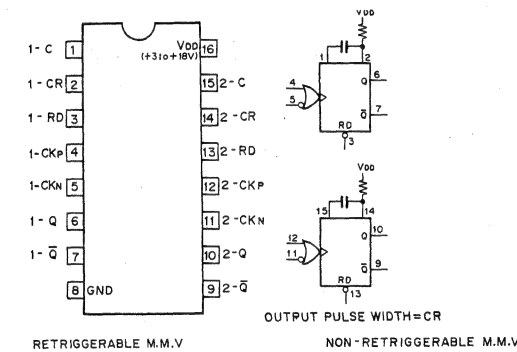 1-C 1
1-CR 2
1-RD 3
1-CKP 4
1-CKN 5
1-Q 6
1-Q̅ 7
8 GND
VDD 16
(+3 to +18V)
15 2-C
14 2-CR
13 2-RD
12 2-CKP
11 2-CKN
10 2-Q
9 2-Q̅
VDD
1 2
4
5
Q 6
Q̅ 7
RD
3
VDD
15 14
12
11
Q 10
Q̅ 9
RD
13
OUTPUT PULSE WIDTH=CR
RETRIGGERABLE M.M.V
NON-RETRIGGERABLE M.M.V